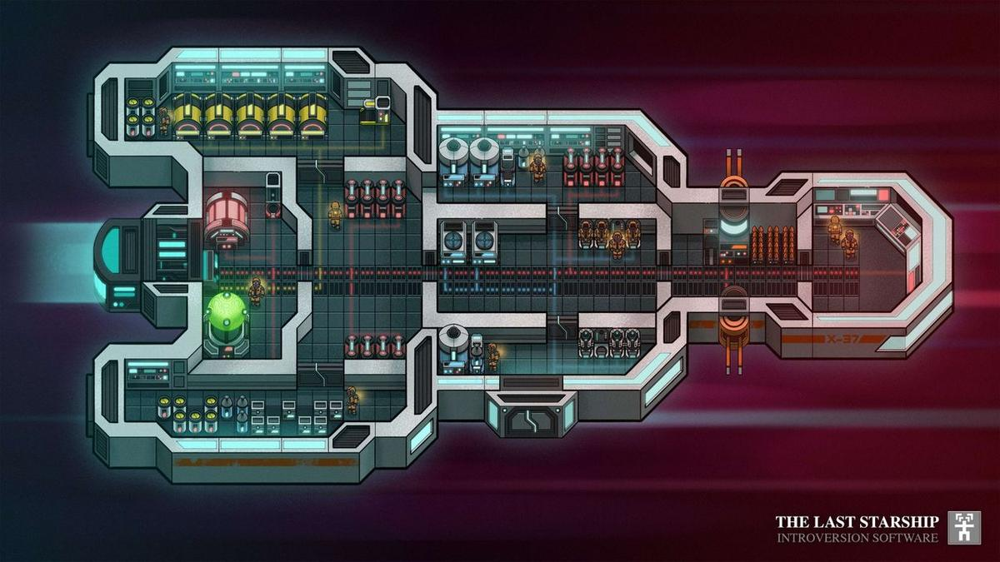 X-37
THE LAST STARSHIP
INTROVERSION SOFTWARE